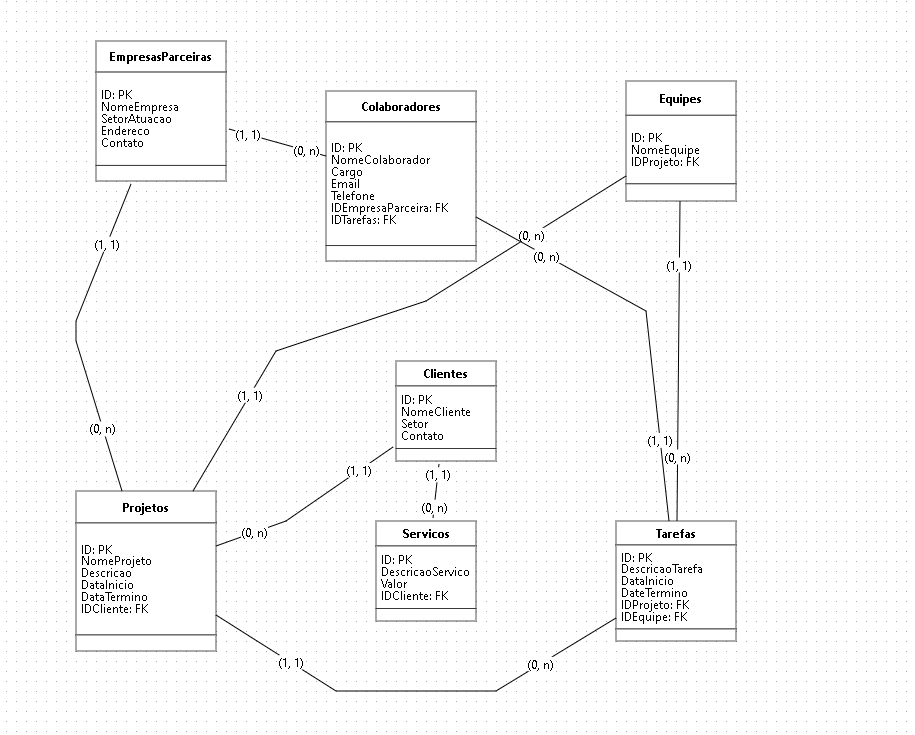 EmpresasParceiras
ID: PK
NomeEmpresa
SetorAtuacao
Endereco
Contato
(1, 1)
(0, n)
Colaboradores
ID: PK
NomeColaborador
Cargo
Email
Telefone
IDEmpresaParceira: FK
IDTarefas: FK
Equipes
ID: PK
NomeEquipe
IDProjeto: FK
(1, 1)
(0, n)
(0, n)
(1, 1)
(1, 1)
(0, n)
Clientes
ID: PK
NomeCliente
Setor
Contato
(1, 1)
(0, n)
(1, 1)
(0, n)
(1, 1)
(0, n)
Projetos
ID: PK
NomeProjeto
Descricao
DataInicio
DataTermino
IDCliente: FK
Servicos
ID: PK
DescricaoServico
Valor
IDCliente: FK
Tarefas
ID: PK
DescricaoTarefa
DataInicio
DateTermino
IDProjeto: FK
IDEquipe: FK
(1, 1)
(0, n)